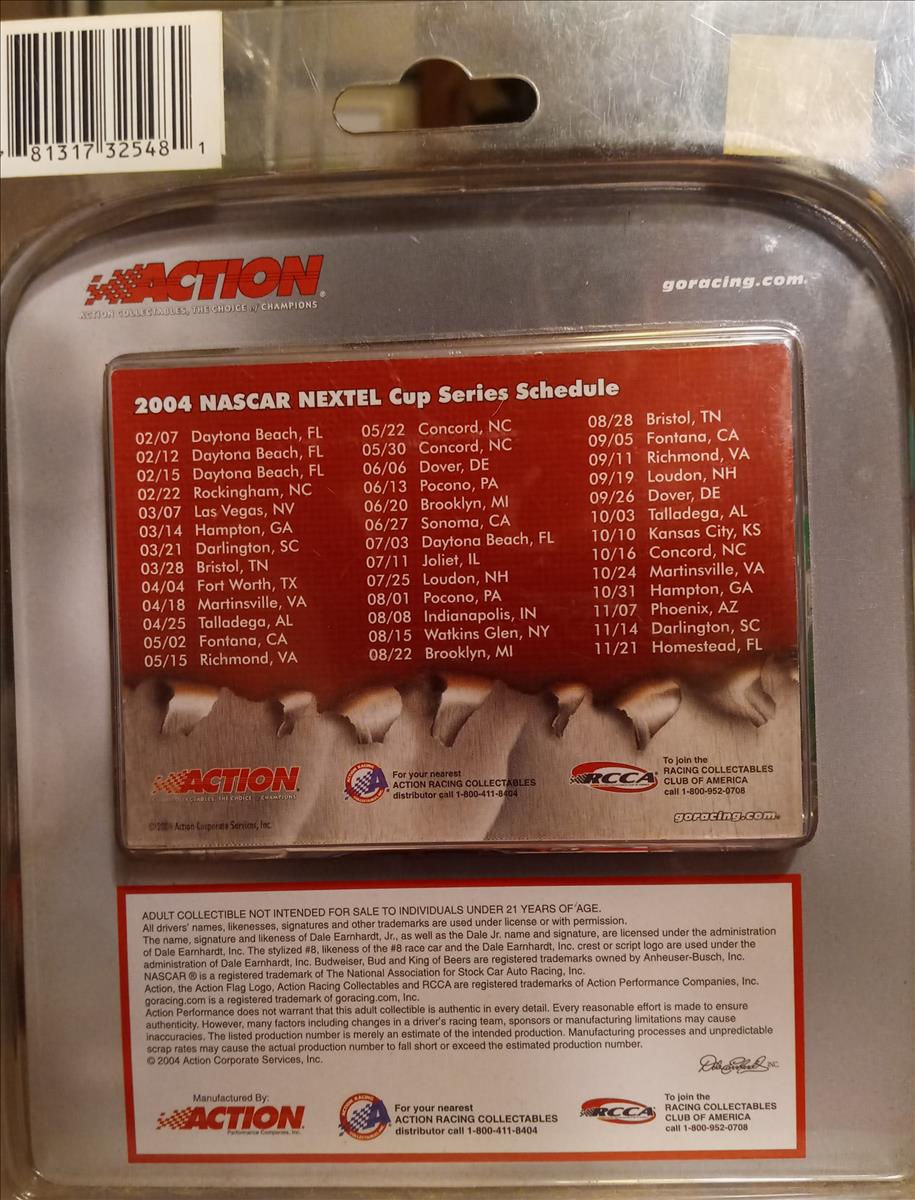 81317 32548 1
ACTION®
ACTION COLLECTABLES, THE CHOICE of CHAMPIONS
goracing.com.
2004 NASCAR NEXTEL Cup Series Schedule
02/07 Daytona Beach, FL
02/12 Daytona Beach, FL
02/15 Daytona Beach, FL
02/22 Rockingham, NC
03/07 Las Vegas, NV
03/14 Hampton, GA
03/21 Darlington, SC
03/28 Bristol, TN
04/04 Fort Worth, TX
04/18 Martinsville, VA
04/25 Talladega, AL
05/02 Fontana, CA
05/15 Richmond, VA
05/22 Concord, NC
05/30 Concord, NC
06/06 Dover, DE
06/13 Pocono, PA
06/20 Brooklyn, MI
06/27 Sonoma, CA
07/03 Daytona Beach, FL
07/11 Joliet, IL
07/25 Loudon, NH
08/01 Pocono, PA
08/08 Indianapolis, IN
08/15 Watkins Glen, NY
08/22 Brooklyn, MI
08/28 Bristol, TN
09/05 Fontana, CA
09/11 Richmond, VA
09/19 Loudon, NH
09/26 Dover, DE
10/03 Talladega, AL
10/10 Kansas City, KS
10/16 Concord, NC
10/24 Martinsville, VA
10/31 Hampton, GA
11/07 Phoenix, AZ
11/14 Darlington, SC
11/21 Homestead, FL
ACTION
COLLECTABLES, THE CHOICE of CHAMPIONS
ACTION RACING COLLECTABLES
For your nearest
ACTION RACING COLLECTABLES
distributor call 1-800-411-8404
RCCA
To join the
RACING COLLECTABLES
CLUB OF AMERICA
call 1-800-952-0708
©2004 Action Corporate Services, Inc.
goracing.com.
ADULT COLLECTIBLE NOT INTENDED FOR SALE TO INDIVIDUALS UNDER 21 YEARS OF AGE.
All drivers' names, likenesses, signatures and other trademarks are used under license or with permission.
The name, signature and likeness of Dale Earnhardt, Jr., as well as the Dale Jr. name and signature, are licensed under the administration
of Dale Earnhardt, Inc. The stylized #8, likeness of the #8 race car and the Dale Earnhardt, Inc. crest or script logo are used under the
administration of Dale Earnhardt, Inc. Budweiser, Bud and King of Beers are registered trademarks owned by Anheuser-Busch, Inc.
NASCAR ® is a registered trademark of The National Association for Stock Car Auto Racing, Inc.
Action, the Action Flag Logo, Action Racing Collectables and RCCA are registered trademarks of Action Performance Companies, Inc.
goracing.com is a registered trademark of goracing.com, Inc.
Action Performance does not warrant that this adult collectible is authentic in every detail. Every reasonable effort is made to ensure
authenticity. However, many factors including changes in a driver's racing team, sponsors or manufacturing limitations may cause
inaccuracies. The listed production number is merely an estimate of the intended production. Manufacturing processes and unpredictable
scrap rates may cause the actual production number to fall short or exceed the estimated production number.
© 2004 Action Corporate Services, Inc.
Dale Earnhardt INC.
Manufactured By:
ACTION
Performance Companies, Inc.
ACTION RACING COLLECTABLES
For your nearest
ACTION RACING COLLECTABLES
distributor call 1-800-411-8404
RCCA
To join the
RACING COLLECTABLES
CLUB OF AMERICA
call 1-800-952-0708